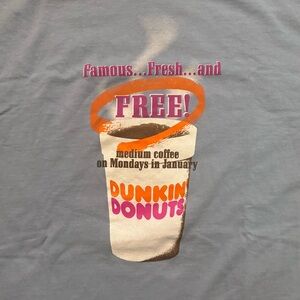 Famous...Fresh...and
FREE!
medium coffee
on Mondays in January
DUNKIN'
DONUTS